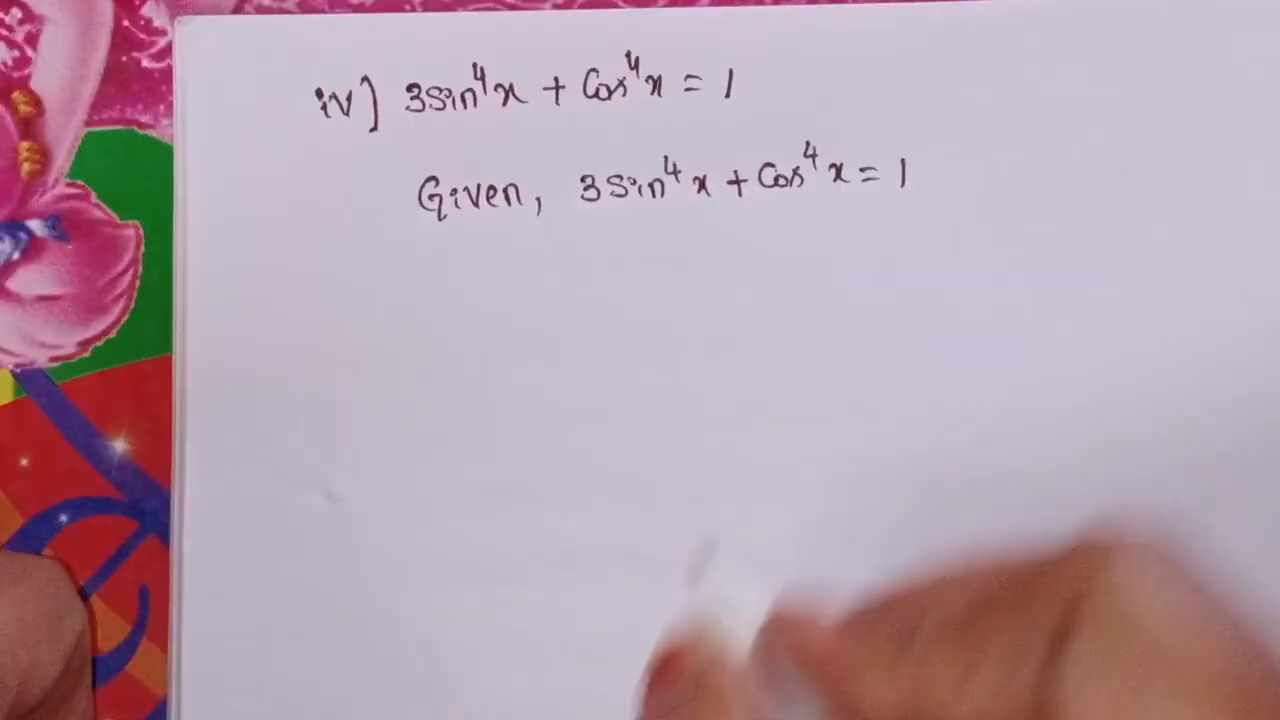 iv] 3sin⁴x + Cos⁴x = 1
Given, 3sin⁴x + Cos⁴x = 1